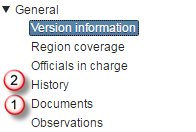 General
Version information
Region coverage
Officials in charge
2 History
1 Documents
Observations